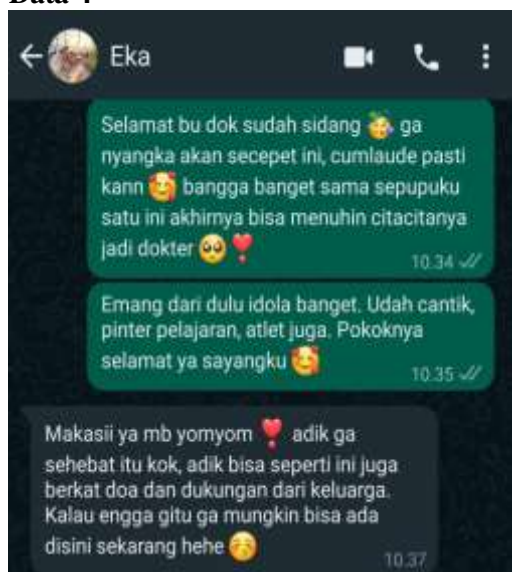 Data 4
Eka
Selamat bu dok sudah sidang 🥳 ga
nyangka akan secepet ini, cumlaude pasti
kann 🥰 bangga banget sama sepupuku
satu ini akhirnya bisa menuhin citacitanya
jadi dokter 🥺❣️
10.34
Emang dari dulu idola banget. Udah cantik,
pinter pelajaran, atlet juga. Pokoknya
selamat ya sayangku 🥰
10.35
Makasii ya mb yomyom ❣️ adik ga
sehebat itu kok, adik bisa seperti ini juga
berkat doa dan dukungan dari keluarga.
Kalau engga gitu ga mungkin bisa ada
disini sekarang hehe 😚
10.37